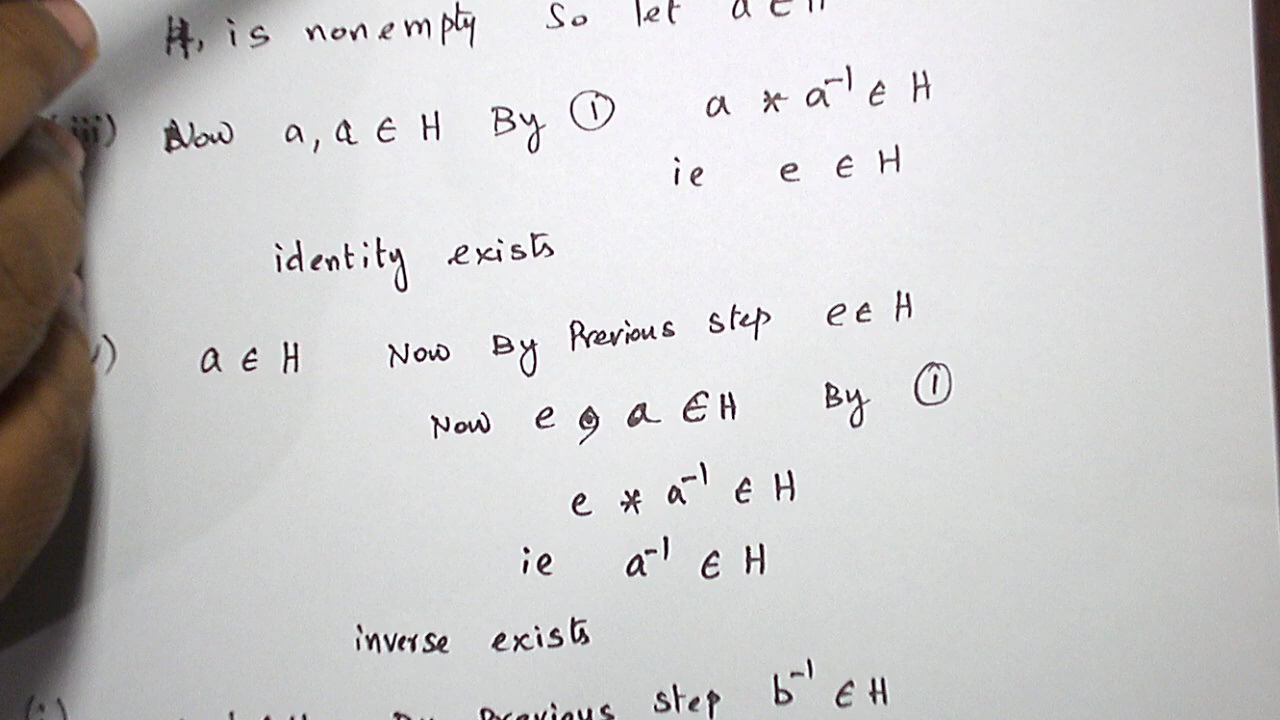 H, is nonempty So let a ∈ H
iii) Now a, a ∈ H By ① a * a⁻¹ ∈ H
ie e ∈ H
identity exists
) a ∈ H Now By Previous step e ∈ H
Now e, a ∈ H By ①
e * a⁻¹ ∈ H
ie a⁻¹ ∈ H
inverse exists
By Previous step b⁻¹ ∈ H